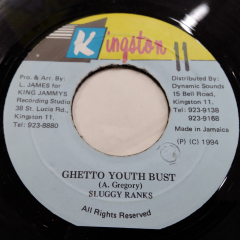 Kingston 11
Pro. & Arr. By:
L. JAMES for
KING JAMMYS
Recording Studio
38 St. Lucia Rd.,
Kingston 11.
Tel: 923-8880
Distributed By:
Dynamic Sounds
15 Bell Road,
Kingston 11.
Tel: 923-9138
923-9168
Made in Jamaica
(P) (C) 1994
GHETTO YOUTH BUST
(A. Gregory)
SLUGGY RANKS
All Rights Reserved